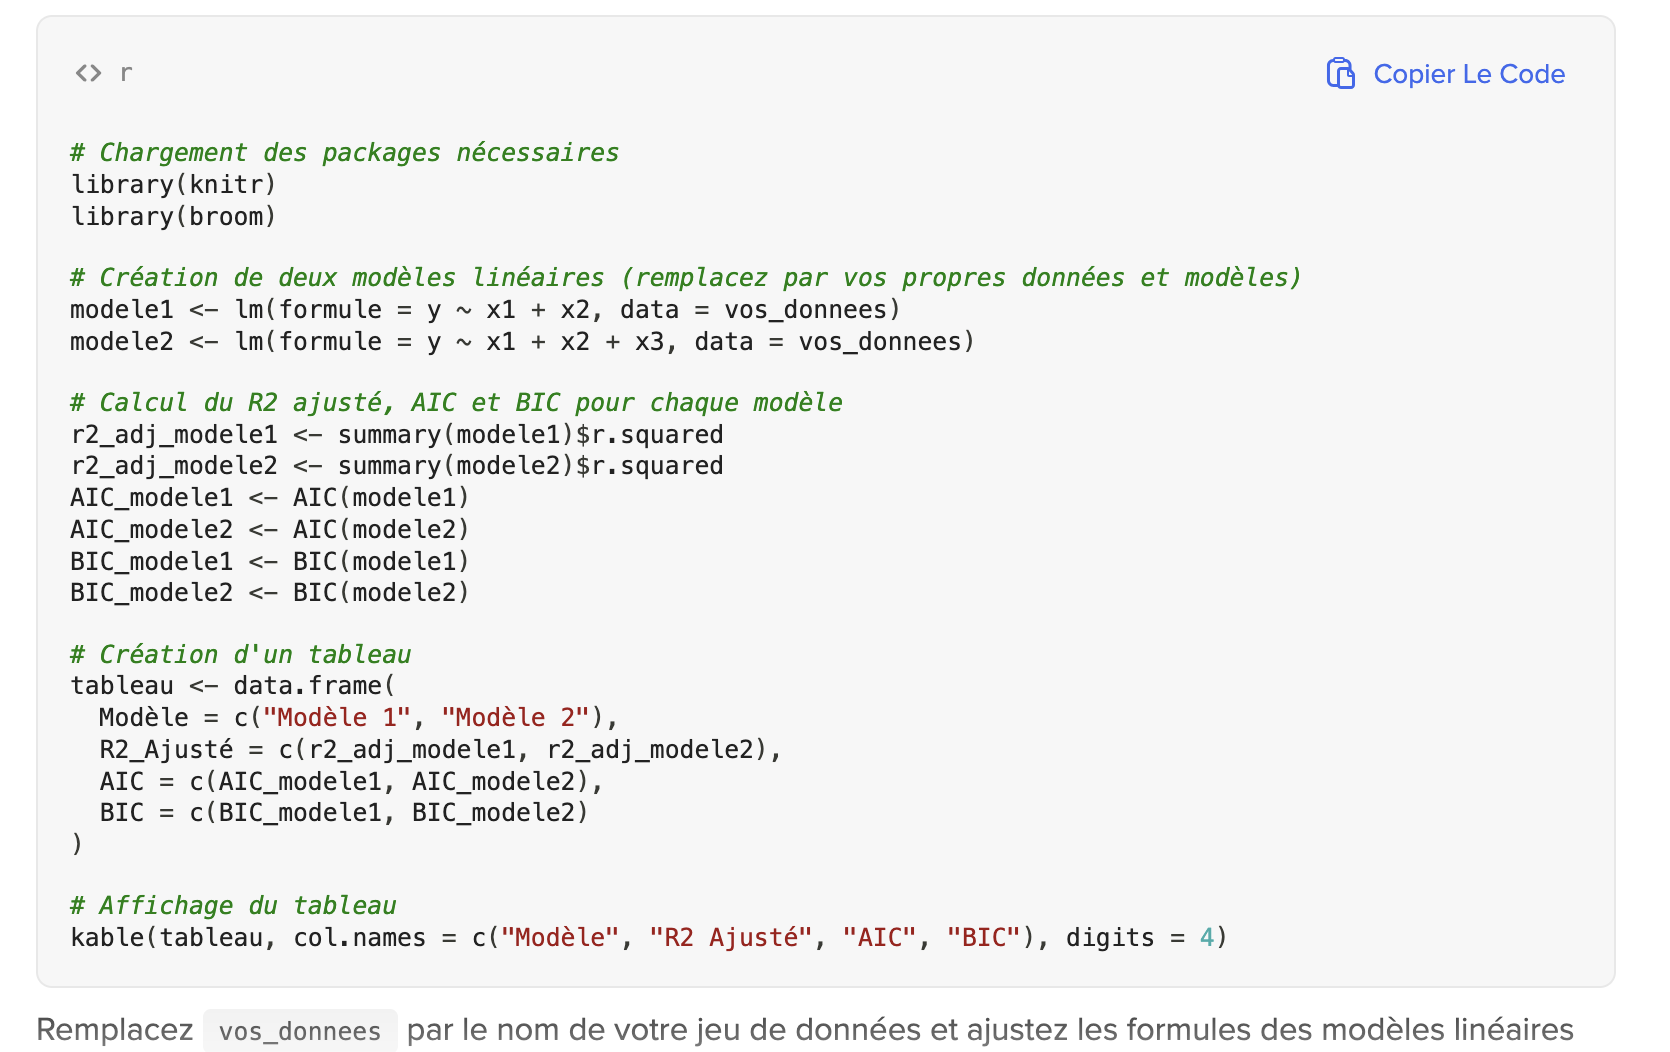 <> r
Copier Le Code
# Chargement des packages nécessaires
library(knitr)
library(broom)
# Création de deux modèles linéaires (remplacez par vos propres données et modèles)
modele1 <- lm(formule = y ~ x1 + x2, data = vos_donnees)
modele2 <- lm(formule = y ~ x1 + x2 + x3, data = vos_donnees)
# Calcul du R2 ajusté, AIC et BIC pour chaque modèle
r2_adj_modele1 <- summary(modele1)$r.squared
r2_adj_modele2 <- summary(modele2)$r.squared
AIC_modele1 <- AIC(modele1)
AIC_modele2 <- AIC(modele2)
BIC_modele1 <- BIC(modele1)
BIC_modele2 <- BIC(modele2)
# Création d'un tableau
tableau <- data.frame(
  Modèle = c("Modèle 1", "Modèle 2"),
  R2_Ajusté = c(r2_adj_modele1, r2_adj_modele2),
  AIC = c(AIC_modele1, AIC_modele2),
  BIC = c(BIC_modele1, BIC_modele2)
)
# Affichage du tableau
kable(tableau, col.names = c("Modèle", "R2 Ajusté", "AIC", "BIC"), digits = 4)
Remplacez vos_donnees par le nom de votre jeu de données et ajustez les formules des modèles linéaires